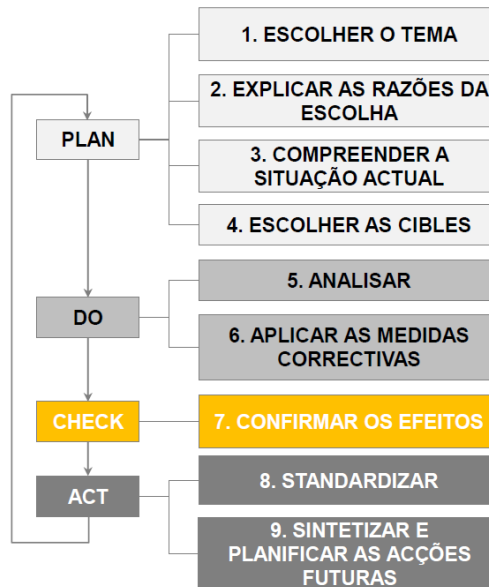 1. ESCOLHER O TEMA
2. EXPLICAR AS RAZÕES DA
ESCOLHA
PLAN
3. COMPREENDER A
SITUAÇÃO ACTUAL
4. ESCOLHER AS CIBLES
5. ANALISAR
DO
6. APLICAR AS MEDIDAS
CORRECTIVAS
CHECK
7. CONFIRMAR OS EFEITOS
8. STANDARDIZAR
ACT
9. SINTETIZAR E
PLANIFICAR AS ACÇÕES
FUTURAS